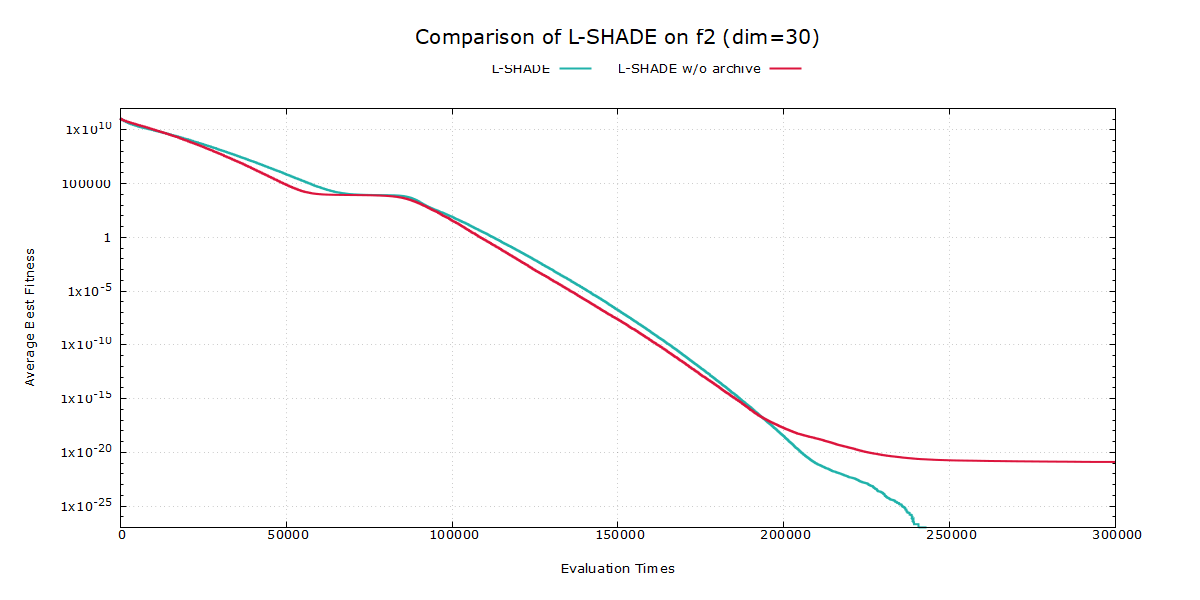 Comparison of L-SHADE on f2 (dim=30)
L-SHADE L-SHADE w/o archive
1x10^10
100000
1
1x10^-5
1x10^-10
1x10^-15
1x10^-20
1x10^-25
Average Best Fitness
0 50000 100000 150000 200000 250000 300000
Evaluation Times